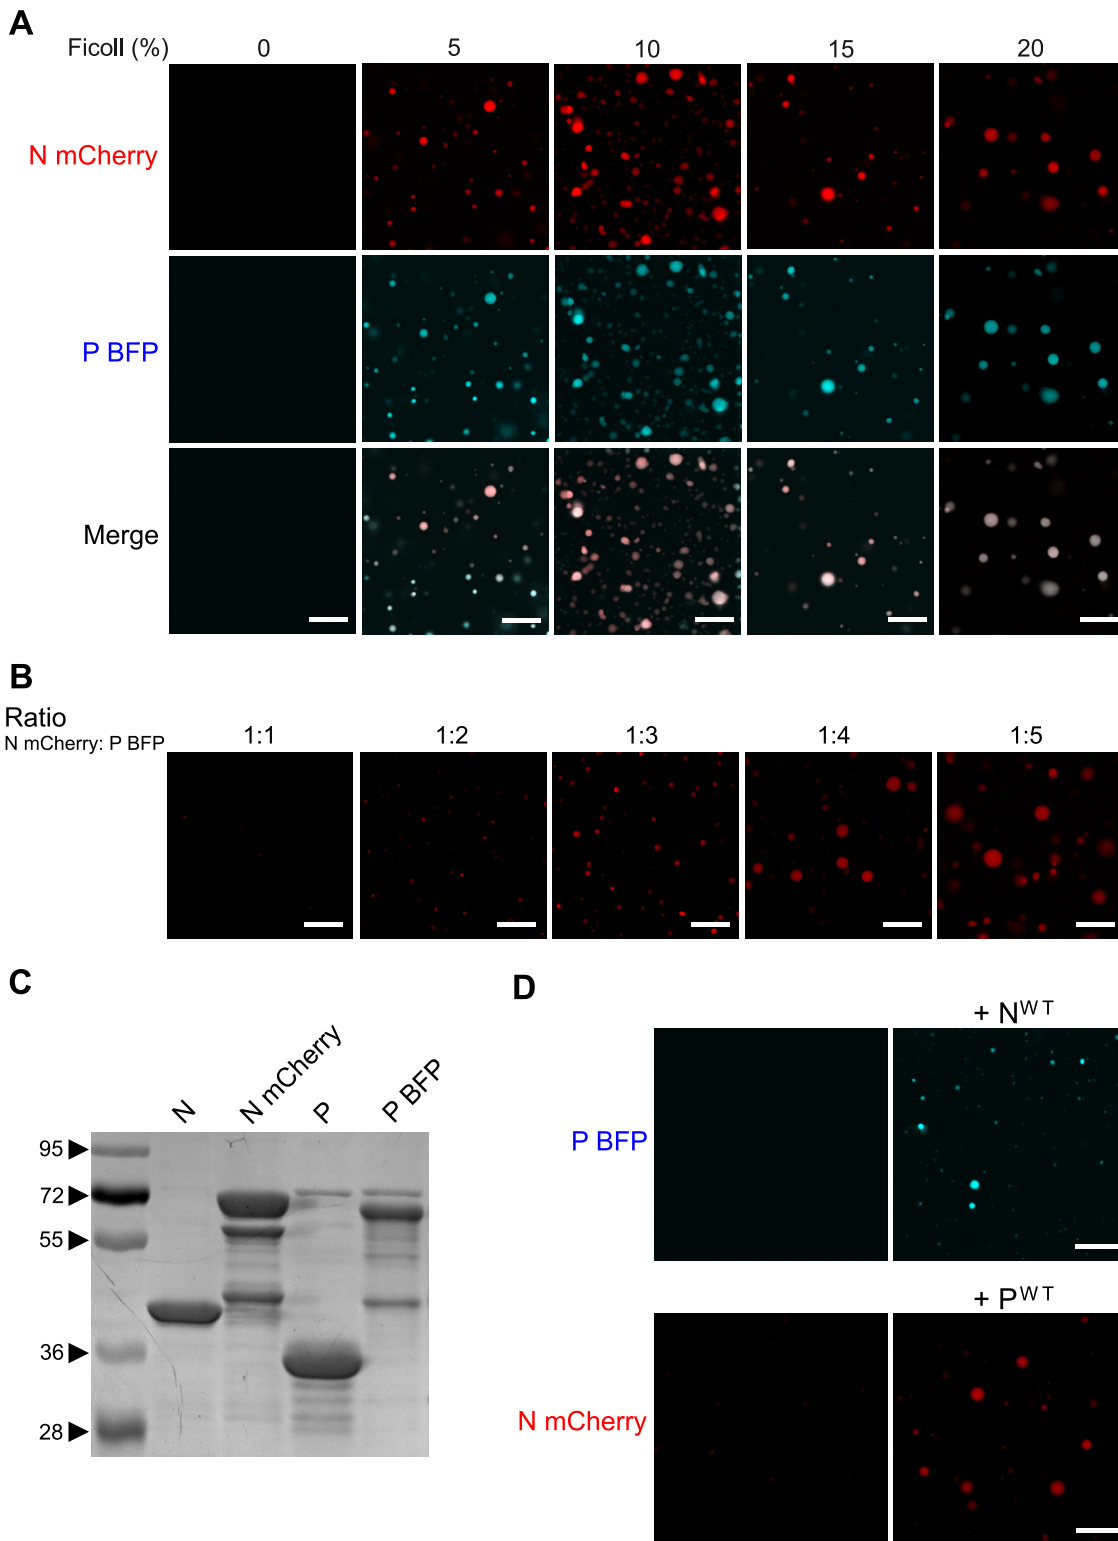 A
Ficoll (%) 0 5 10 15 20
N mCherry
P BFP
Merge
B
Ratio
N mCherry: P BFP 1:1 1:2 1:3 1:4 1:5
C
N N mCherry P P BFP
95
72
55
36
28
D
+ N^WT
P BFP
+ P^WT
N mCherry